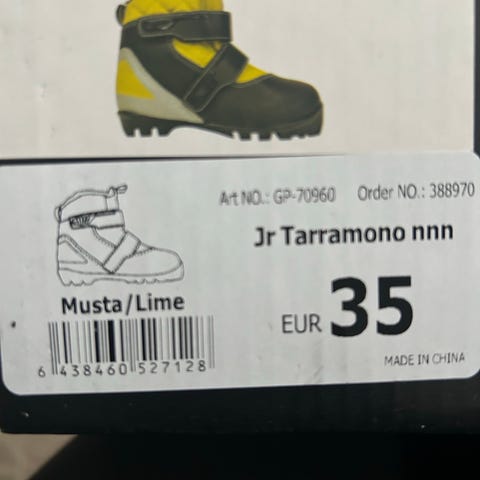 Art NO.: GP-70960 Order NO.: 388970
Jr Tarramono nnn
Musta/Lime
EUR 35
6 438460 527128
MADE IN CHINA